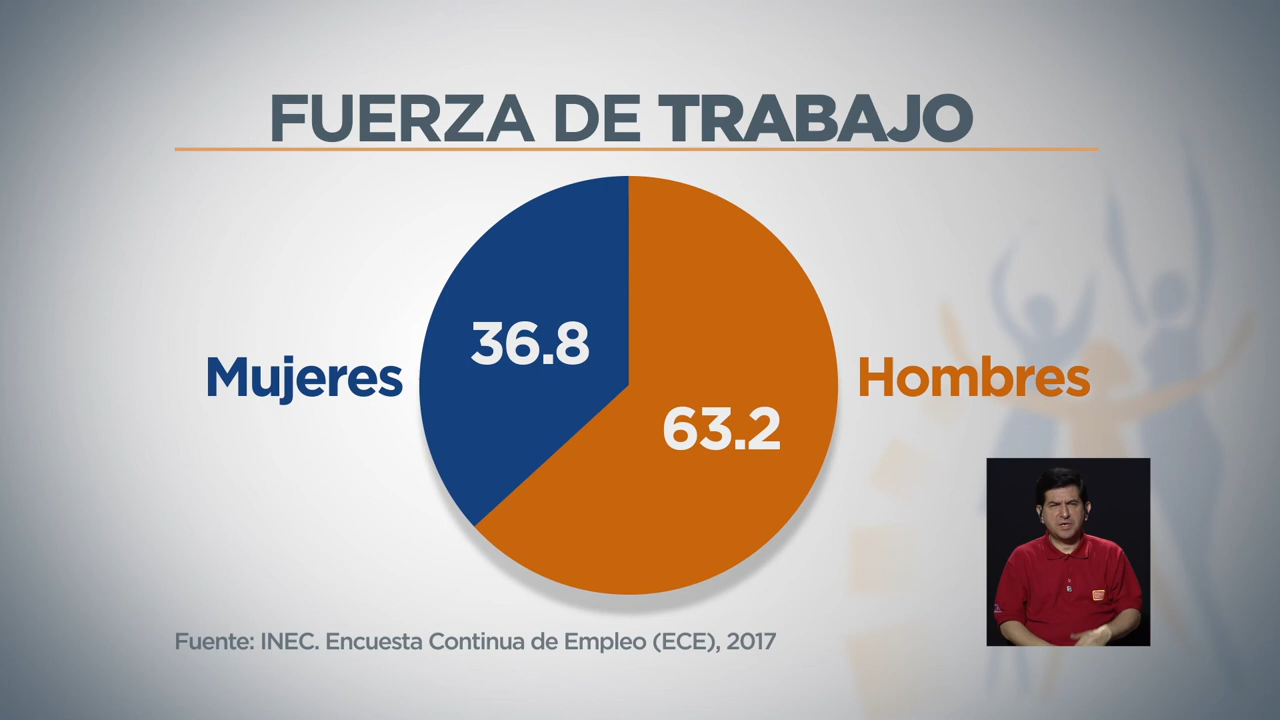 FUERZA DE TRABAJO
36.8
Mujeres
Hombres
63.2
Fuente: INEC. Encuesta Continua de Empleo (ECE), 2017